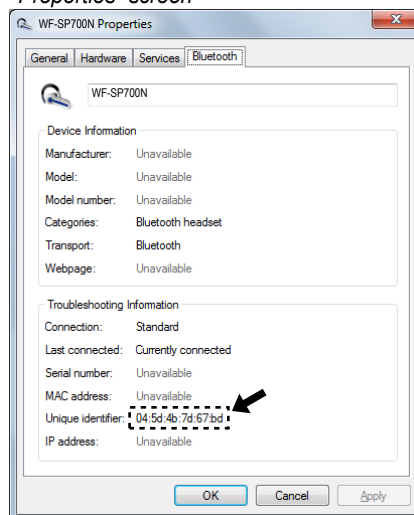 "Properties" screen
WF-SP700N Properties
General Hardware Services Bluetooth
WF-SP700N
Device Information
Manufacturer: Unavailable
Model: Unavailable
Model number: Unavailable
Categories: Bluetooth headset
Transport: Bluetooth
Webpage: Unavailable
Troubleshooting Information
Connection: Standard
Last connected: Currently connected
Serial number: Unavailable
MAC address: Unavailable
Unique identifier: 04:5d:4b:7d:67:bd
IP address: Unavailable
OK Cancel Apply